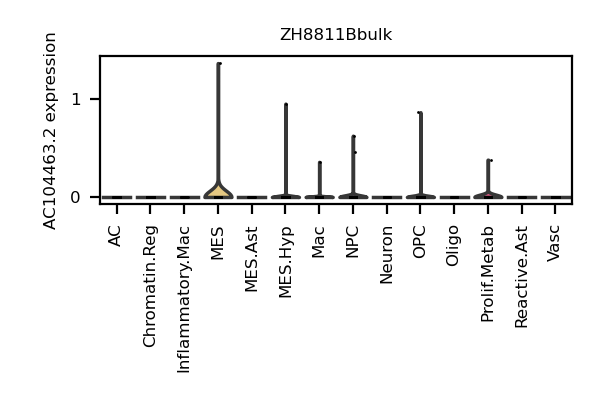 ZH8811Bbulk
AC104463.2 expression
1
0
AC
Chromatin.Reg
Inflammatory.Mac
MES
MES.Ast
MES.Hyp
Mac
NPC
Neuron
OPC
Oligo
Prolif.Metab
Reactive.Ast
Vasc